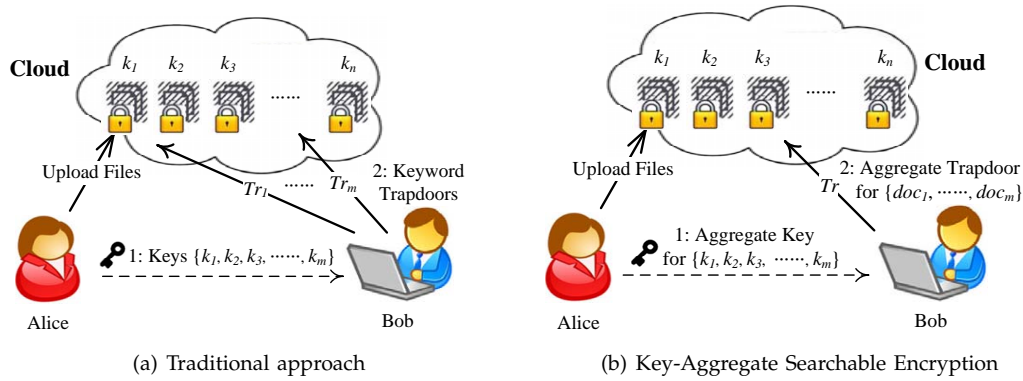 Cloud
k1 k2 k3 kn
......
Upload Files
Tr1 ...... Trm
2: Keyword
Trapdoors
1: Keys {k1, k2, k3, ······, km}
Alice
Bob
(a) Traditional approach
k1 k2 k3 kn
Cloud
......
Upload Files
Tr
2: Aggregate Trapdoor
for {doc1, ······, docm}
1: Aggregate Key
for {k1, k2, k3, ······, km}
Alice
Bob
(b) Key-Aggregate Searchable Encryption